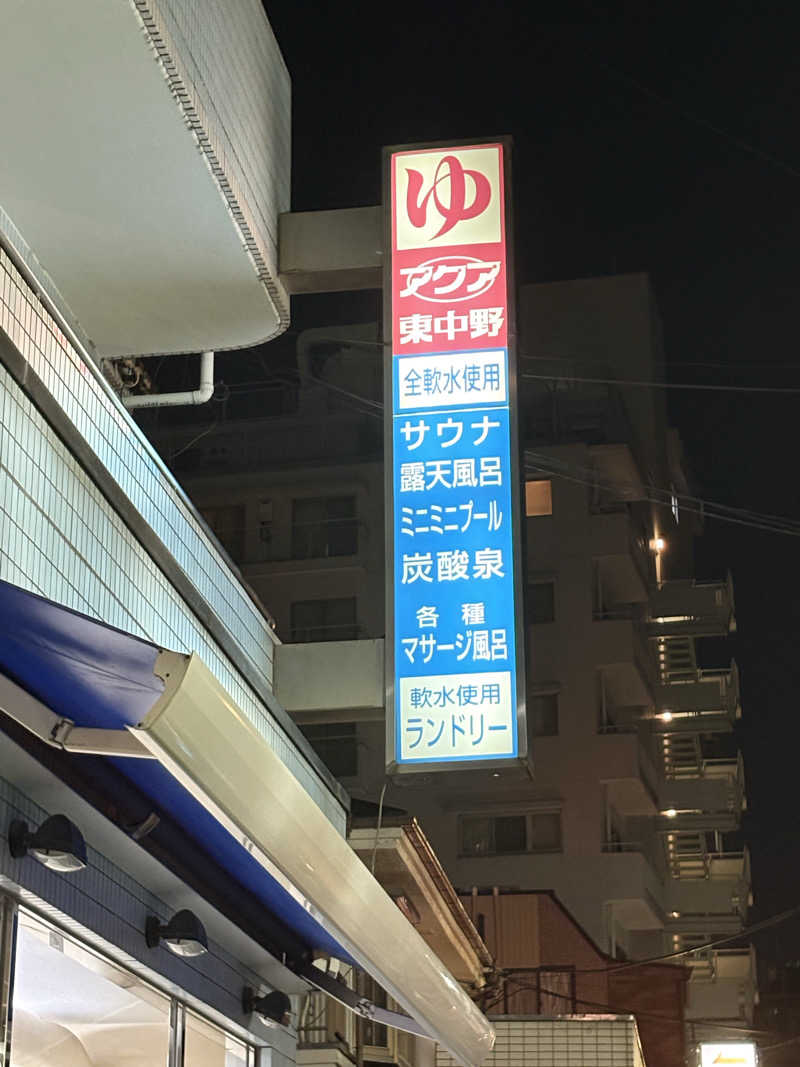 ゆ
アクア
東中野
全軟水使用
サウナ
露天風呂
ミニミニプール
炭酸泉
各種
マサージ風呂
軟水使用
ランドリー